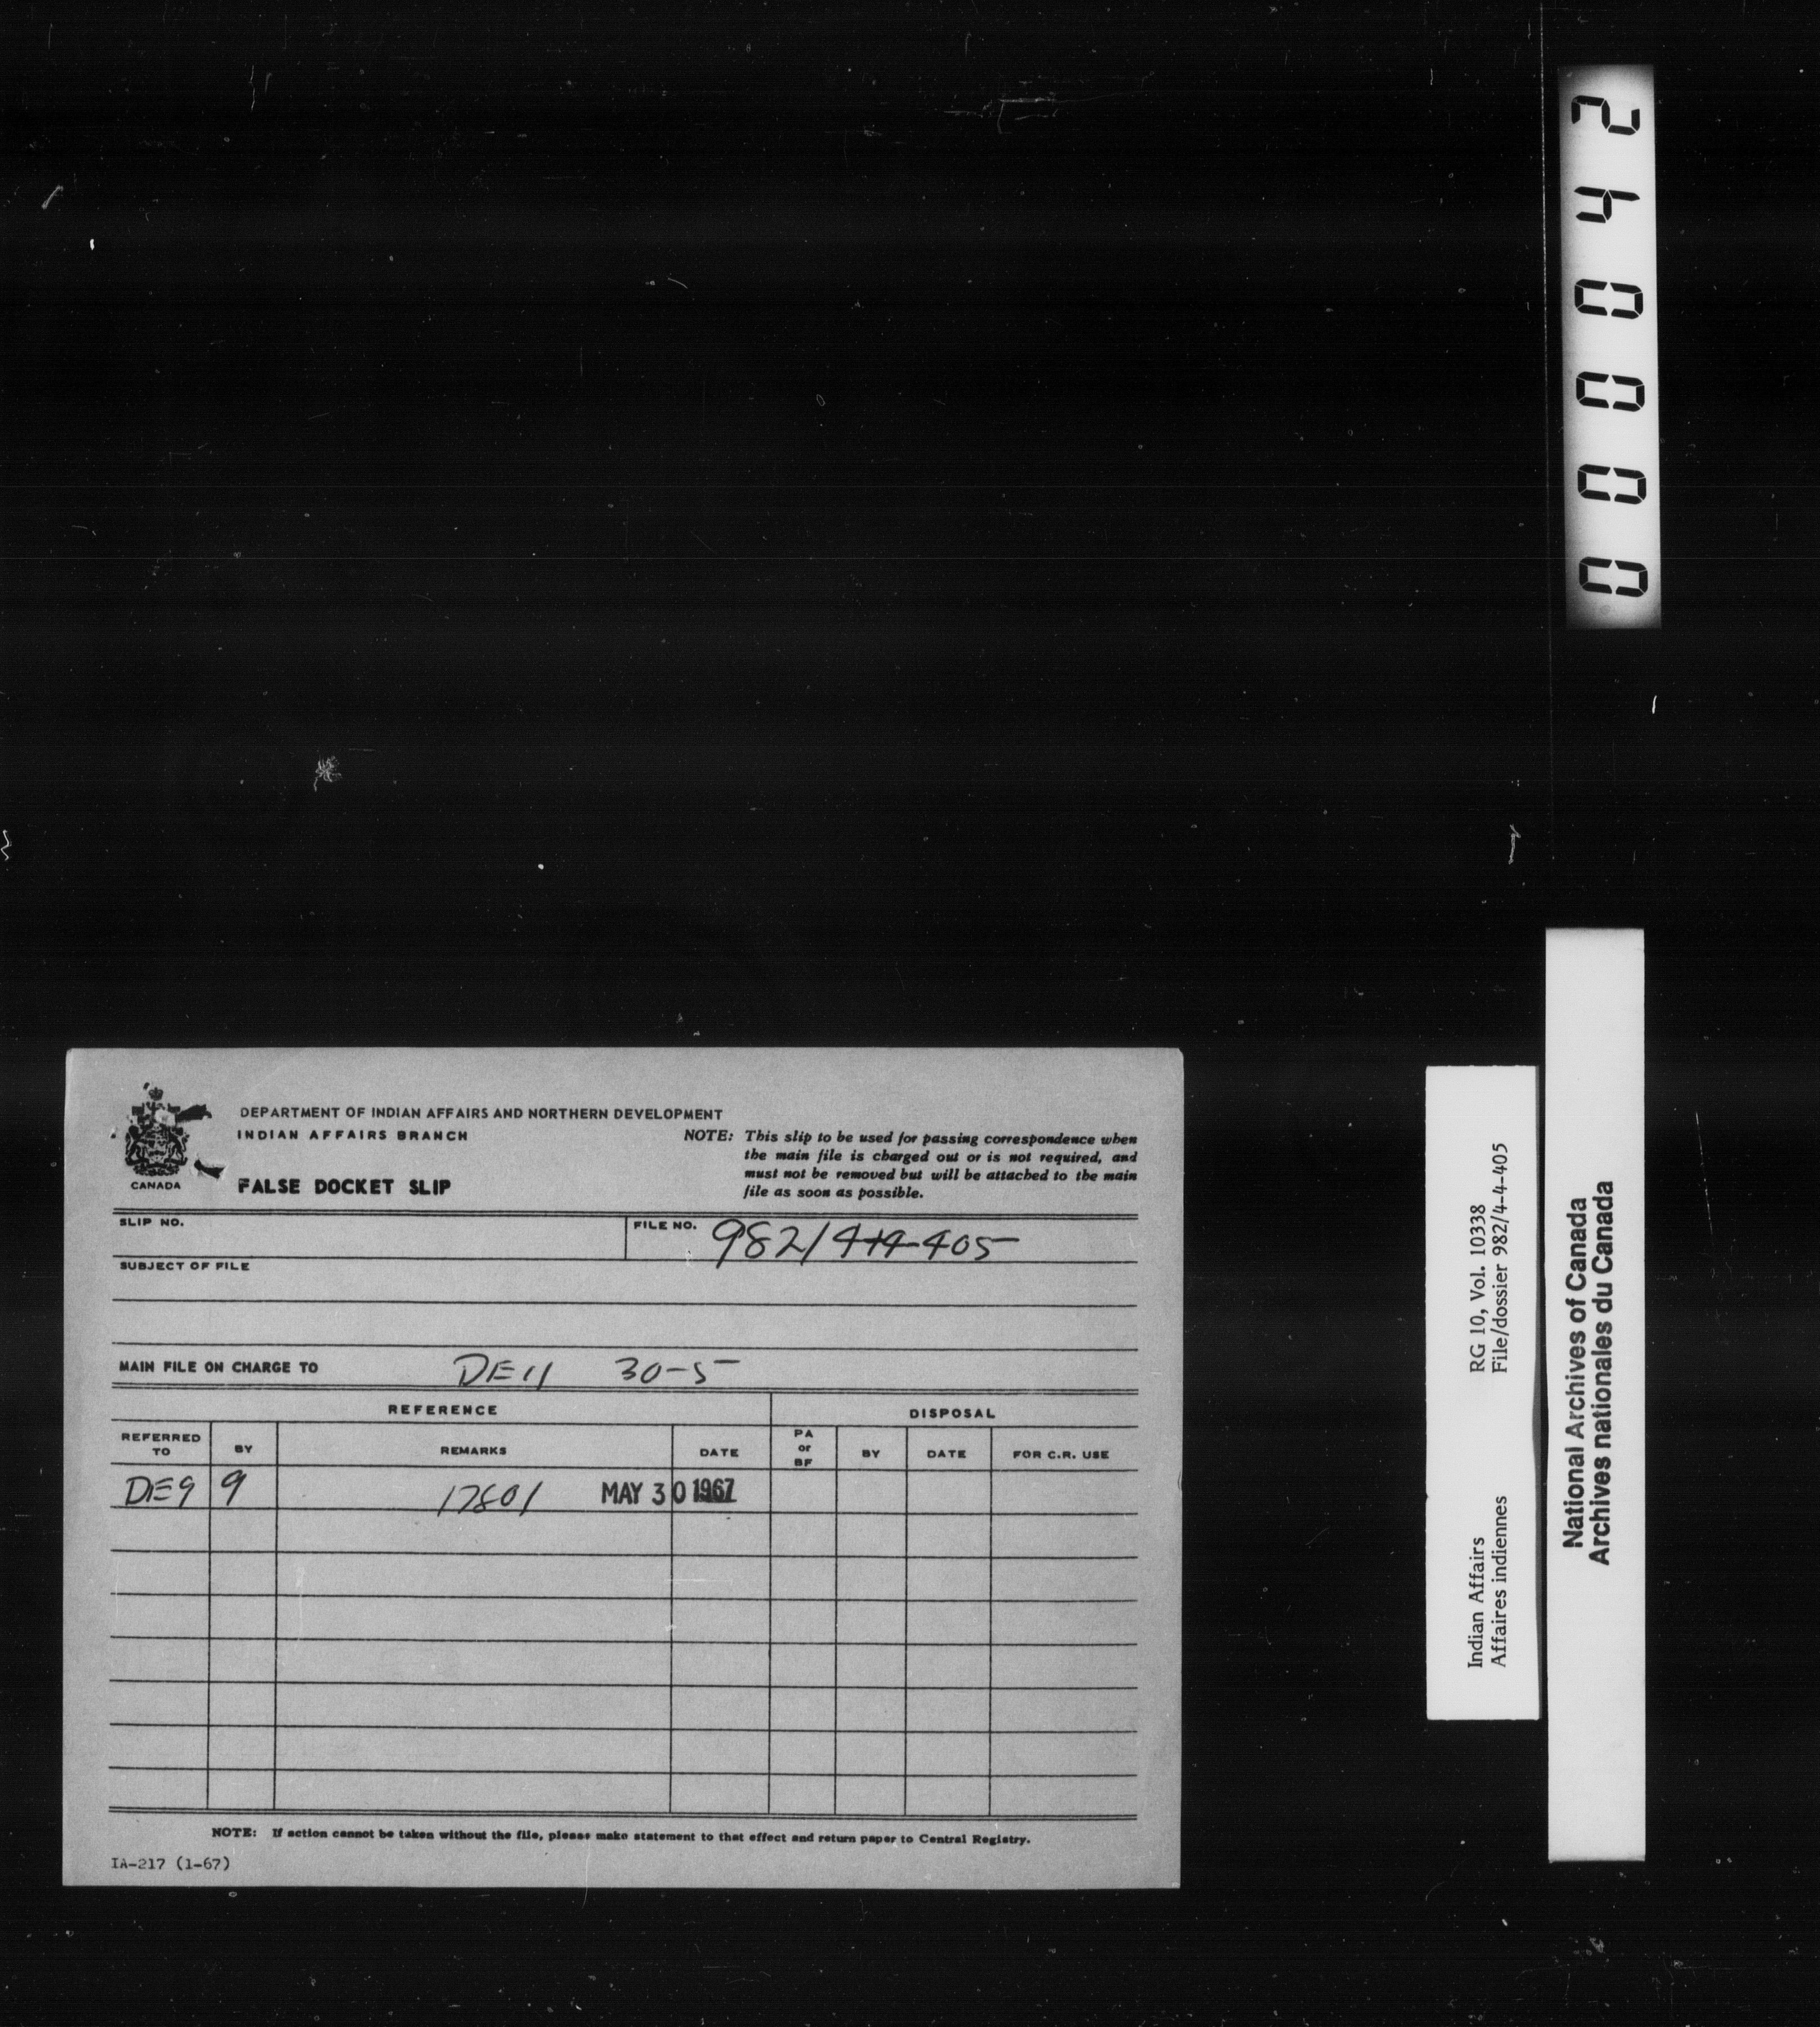 000042
DEPARTMENT OF INDIAN AFFAIRS AND NORTHERN DEVELOPMENT
INDIAN AFFAIRS BRANCH
CANADA
FALSE DOCKET SLIP
NOTE: This slip to be used for passing correspondence when
the main file is charged out or is not required, and
must not be removed but will be attached to the main
file as soon as possible.
SLIP NO.
FILE NO. 982/4-4-405
SUBJECT OF FILE
MAIN FILE ON CHARGE TO DE11 30-5
REFERENCE DISPOSAL
REFERRED TO BY REMARKS DATE PA or BF BY DATE FOR C.R. USE
DE9 9 17801 MAY 30 1967
NOTE: If action cannot be taken without the file, please make statement to that effect and return paper to Central Registry.
IA-217 (1-67)
Indian Affairs RG 10, Vol. 10338
Affaires indiennes File/dossier 982/4-4-405
National Archives of Canada
Archives nationales du Canada